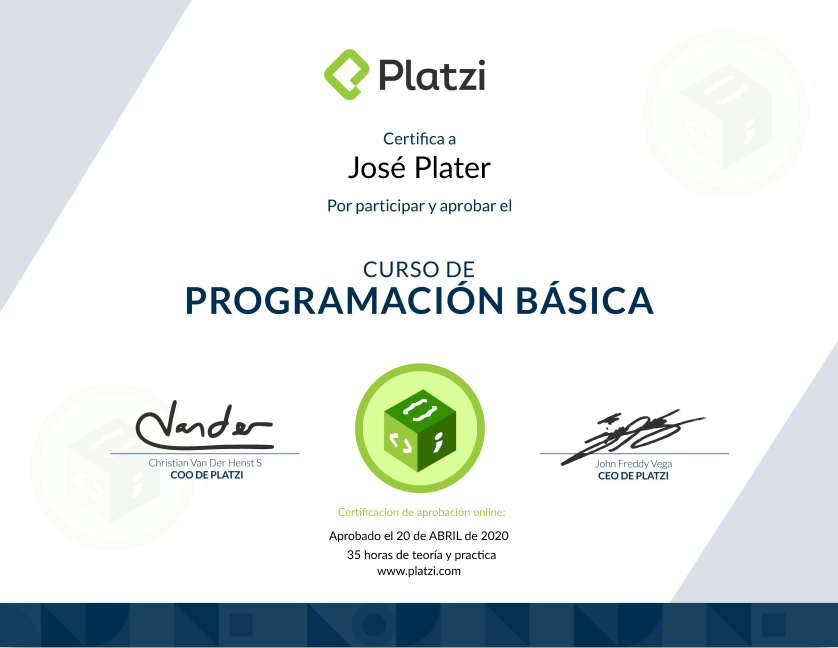 Platzi
Certifica a
José Plater
Por participar y aprobar el
CURSO DE
PROGRAMACIÓN BÁSICA
Vander
Christian Van Der Henst S
COO DE PLATZI
John Freddy Vega
CEO DE PLATZI
Certificacion de aprobación online:
Aprobado el 20 de ABRIL de 2020
35 horas de teoría y practica
www.platzi.com